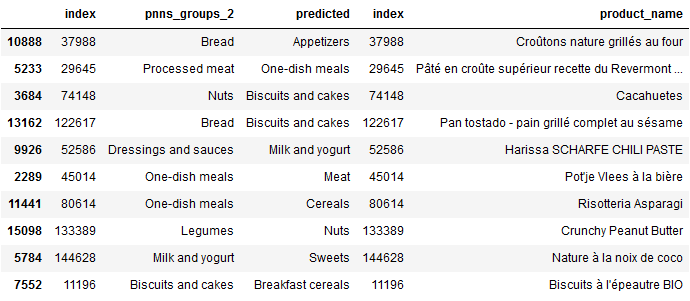 index pnns_groups_2 predicted index product_name
10888 37988 Bread Appetizers 37988 Croûtons nature grillés au four
5233 29645 Processed meat One-dish meals 29645 Pâté en croûte supérieur recette du Revermont ...
3684 74148 Nuts Biscuits and cakes 74148 Cacahuetes
13162 122617 Bread Biscuits and cakes 122617 Pan tostado - pain grillé complet au sésame
9926 52586 Dressings and sauces Milk and yogurt 52586 Harissa SCHARFE CHILI PASTE
2289 45014 One-dish meals Meat 45014 Pot'je Vlees à la bière
11441 80614 One-dish meals Cereals 80614 Risotteria Asparagi
15098 133389 Legumes Nuts 133389 Crunchy Peanut Butter
5784 144628 Milk and yogurt Sweets 144628 Nature à la noix de coco
7552 11196 Biscuits and cakes Breakfast cereals 11196 Biscuits à l'épeautre BIO